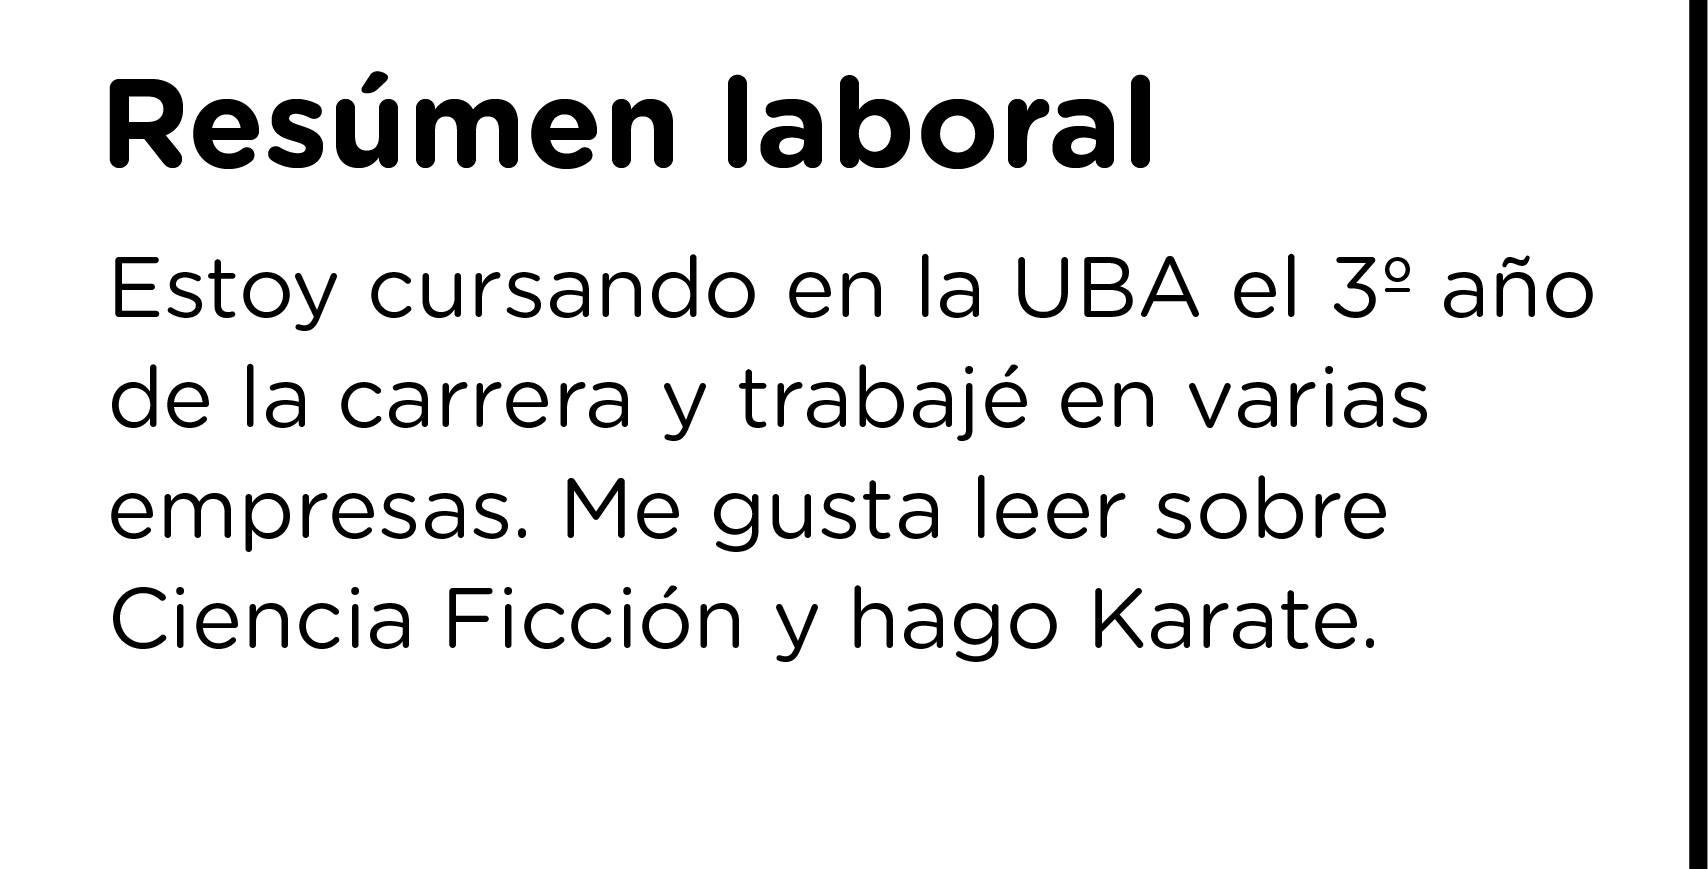 Resúmen laboral
Estoy cursando en la UBA el 3º año
de la carrera y trabajé en varias
empresas. Me gusta leer sobre
Ciencia Ficción y hago Karate.